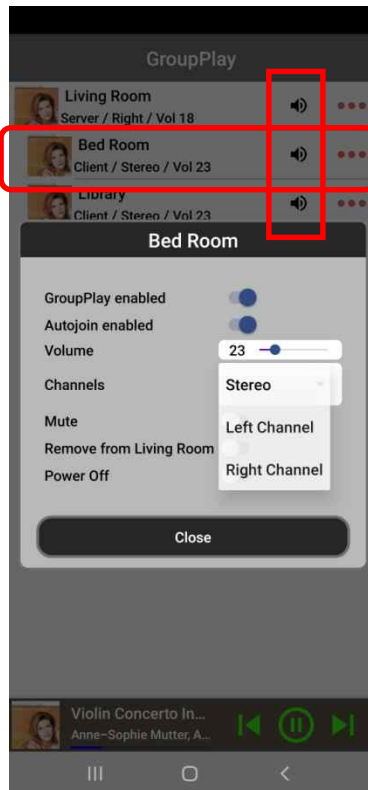 GroupPlay
Living Room
Server / Right / Vol 18
Bed Room
Client / Stereo / Vol 23
Library
Client / Stereo / Vol 23
Bed Room
GroupPlay enabled
Autojoin enabled
Volume 23
Channels Stereo
Mute Left Channel
Remove from Living Room
Power Off Right Channel
Close
Violin Concerto In...
Anne-Sophie Mutter, A...